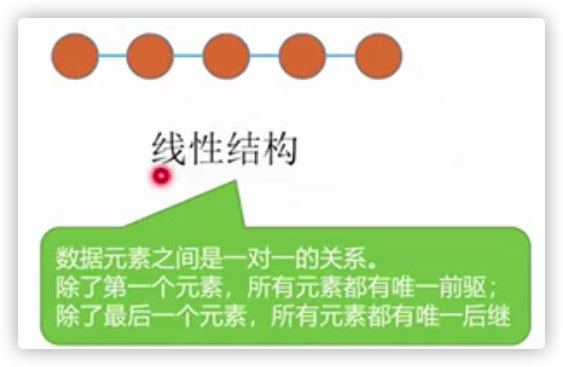 线性结构
数据元素之间是一对一的关系。
除了第一个元素，所有元素都有唯一前驱；
除了最后一个元素，所有元素都有唯一后继